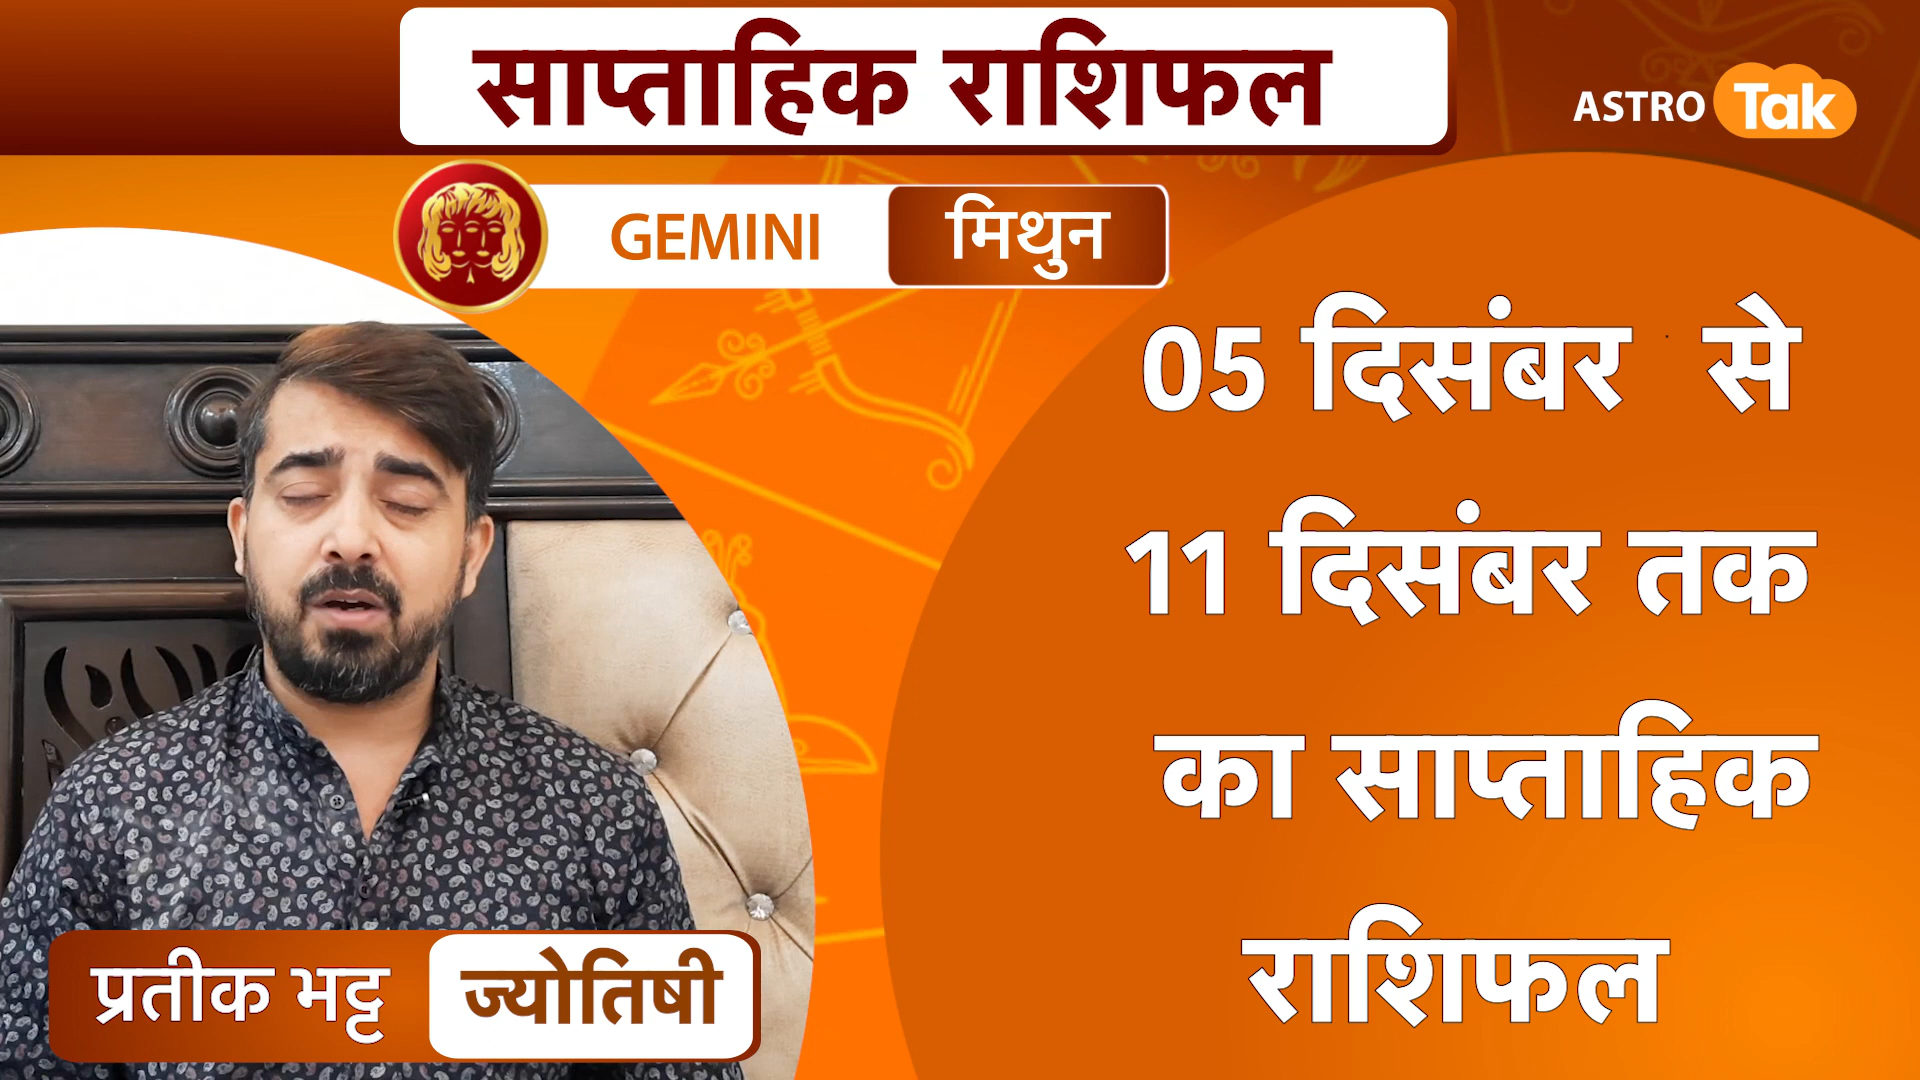 साप्ताहिक राशिफल
ASTRO Tak
GEMINI मिथुन
05 दिसंबर से
11 दिसंबर तक
का साप्ताहिक
राशिफल
प्रतीक भट्ट ज्योतिषी